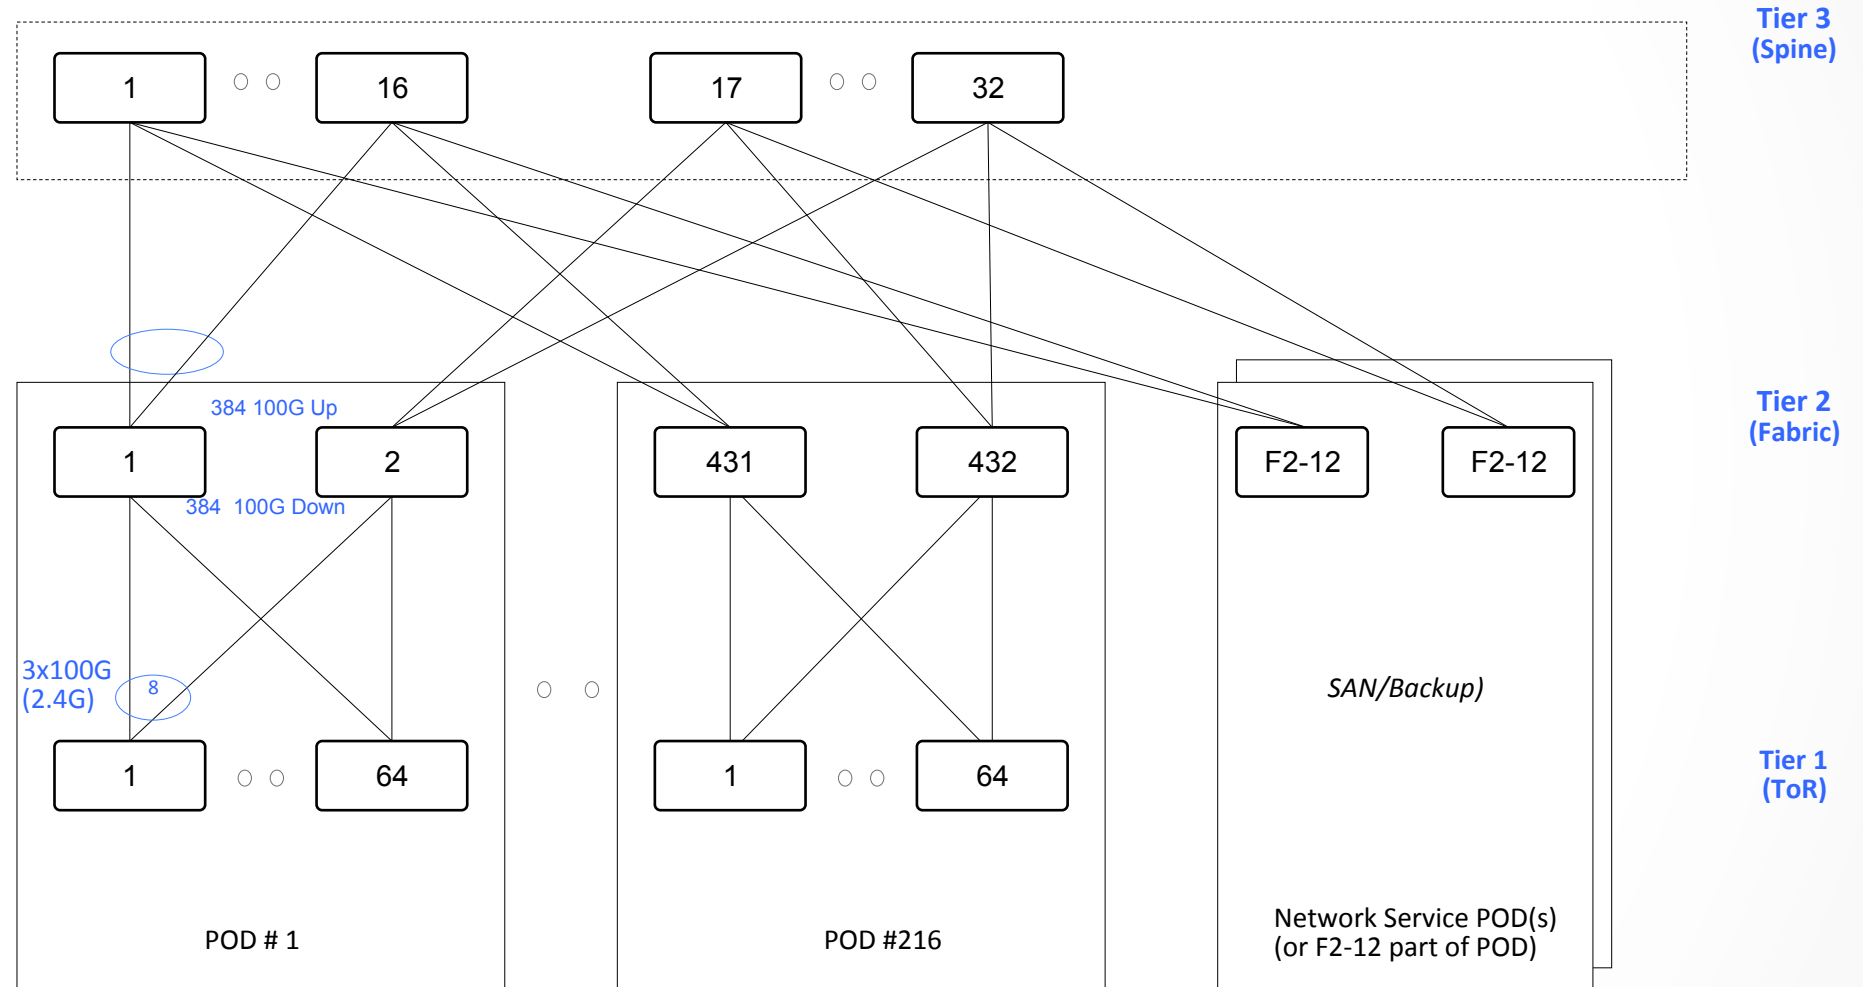 Tier 3
(Spine)
1
16
17
32
384 100G Up
1
2
431
432
F2-12
F2-12
Tier 2
(Fabric)
384  100G Down
3x100G
(2.4G)
8
SAN/Backup)
1
64
1
64
Tier 1
(ToR)
POD # 1
POD #216
Network Service POD(s)
(or F2-12 part of POD)